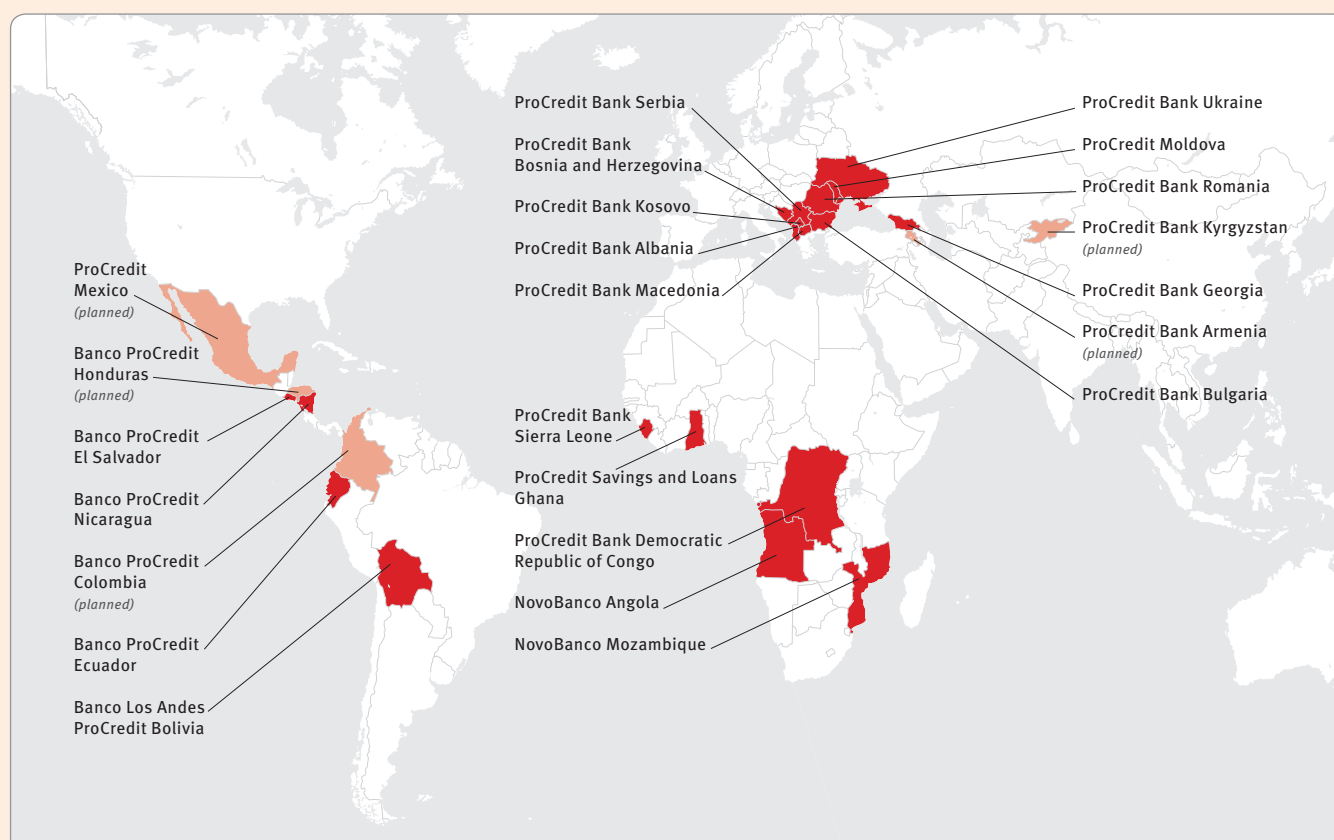 ProCredit
Mexico
(planned)
Banco ProCredit
Honduras
(planned)
Banco ProCredit
El Salvador
Banco ProCredit
Nicaragua
Banco ProCredit
Colombia
(planned)
Banco ProCredit
Ecuador
Banco Los Andes
ProCredit Bolivia
ProCredit Bank Serbia
ProCredit Bank
Bosnia and Herzegovina
ProCredit Bank Kosovo
ProCredit Bank Albania
ProCredit Bank Macedonia
ProCredit Bank
Sierra Leone
ProCredit Savings and Loans
Ghana
ProCredit Bank Democratic
Republic of Congo
NovoBanco Angola
NovoBanco Mozambique
ProCredit Bank Ukraine
ProCredit Moldova
ProCredit Bank Romania
ProCredit Bank Kyrgyzstan
(planned)
ProCredit Bank Georgia
ProCredit Bank Armenia
(planned)
ProCredit Bank Bulgaria